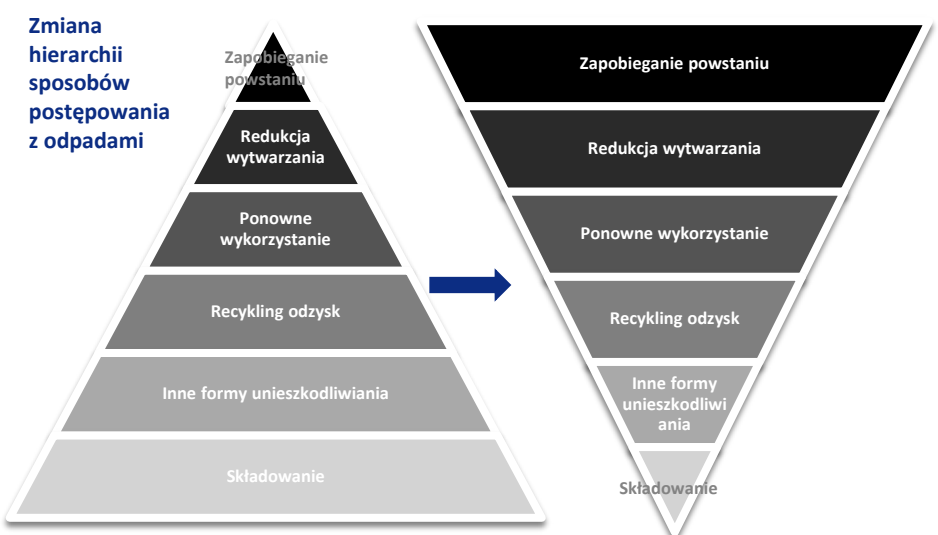 Zmiana
hierarchii
sposobów
postępowania
z odpadami
Zapobieganie
powstaniu
Redukcja
wytwarzania
Ponowne
wykorzystanie
Recykling odzysk
Inne formy unieszkodliwiania
Składowanie
Zapobieganie powstaniu
Redukcja wytwarzania
Ponowne wykorzystanie
Recykling odzysk
Inne formy
unieszkodliwi
ania
Składowanie